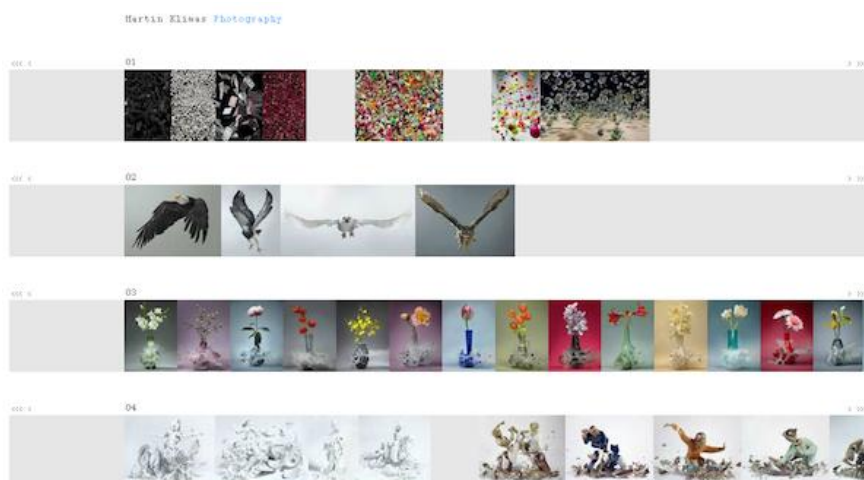 Martin Klimas Photography
<<< < 01 > >>
<<< < 02 > >>
<<< < 03 > >>
<<< < 04 > >>